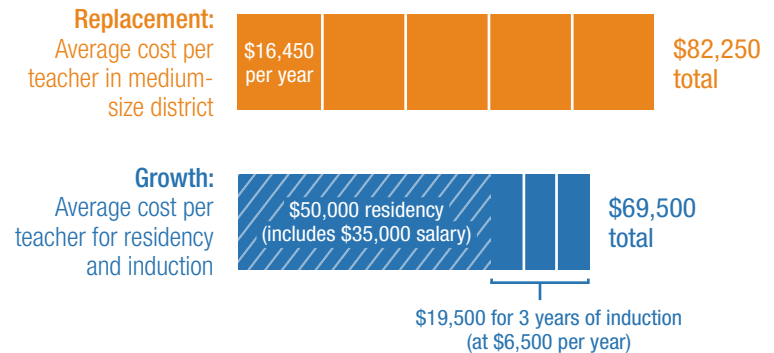 Replacement:
Average cost per
teacher in medium-
size district
$16,450
per year
$82,250
total
Growth:
Average cost per
teacher for residency
and induction
$50,000 residency
(includes $35,000 salary)
$69,500
total
$19,500 for 3 years of induction
(at $6,500 per year)